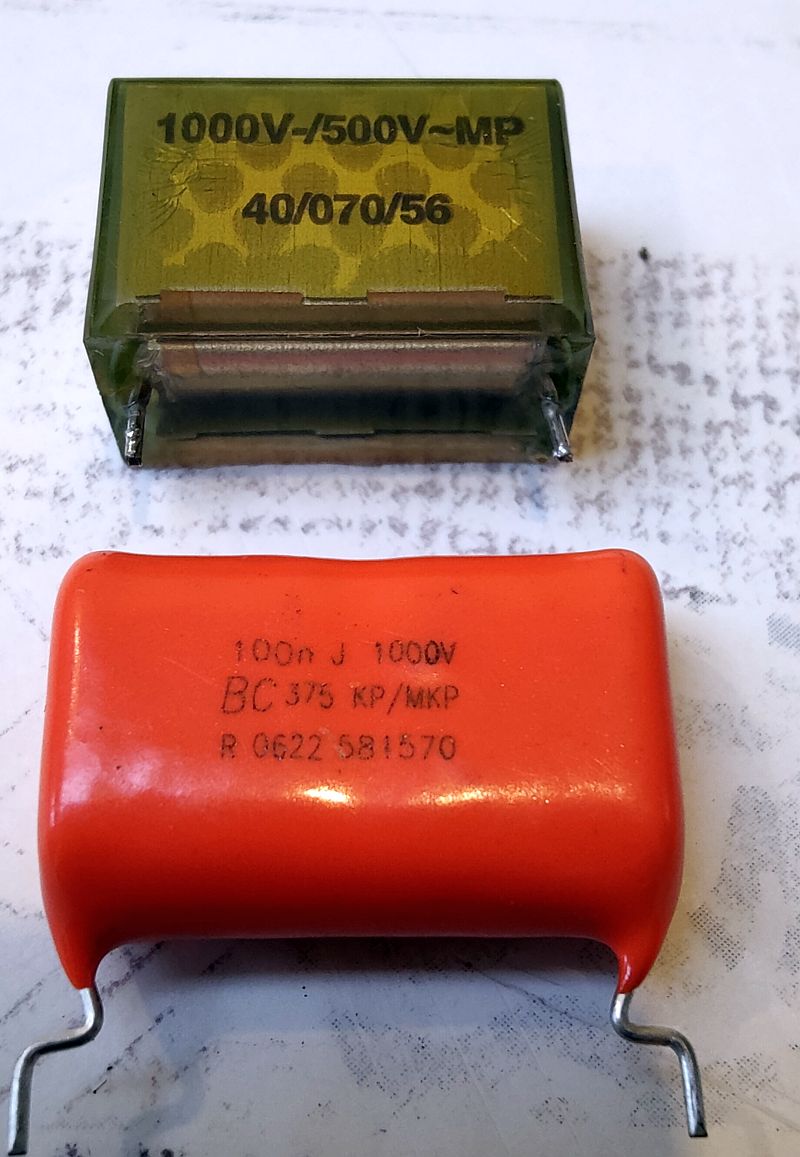 1000V-/500V~MP
40/070/56
100n J 1000V
BC 375 KP/MKP
R 0622 581570